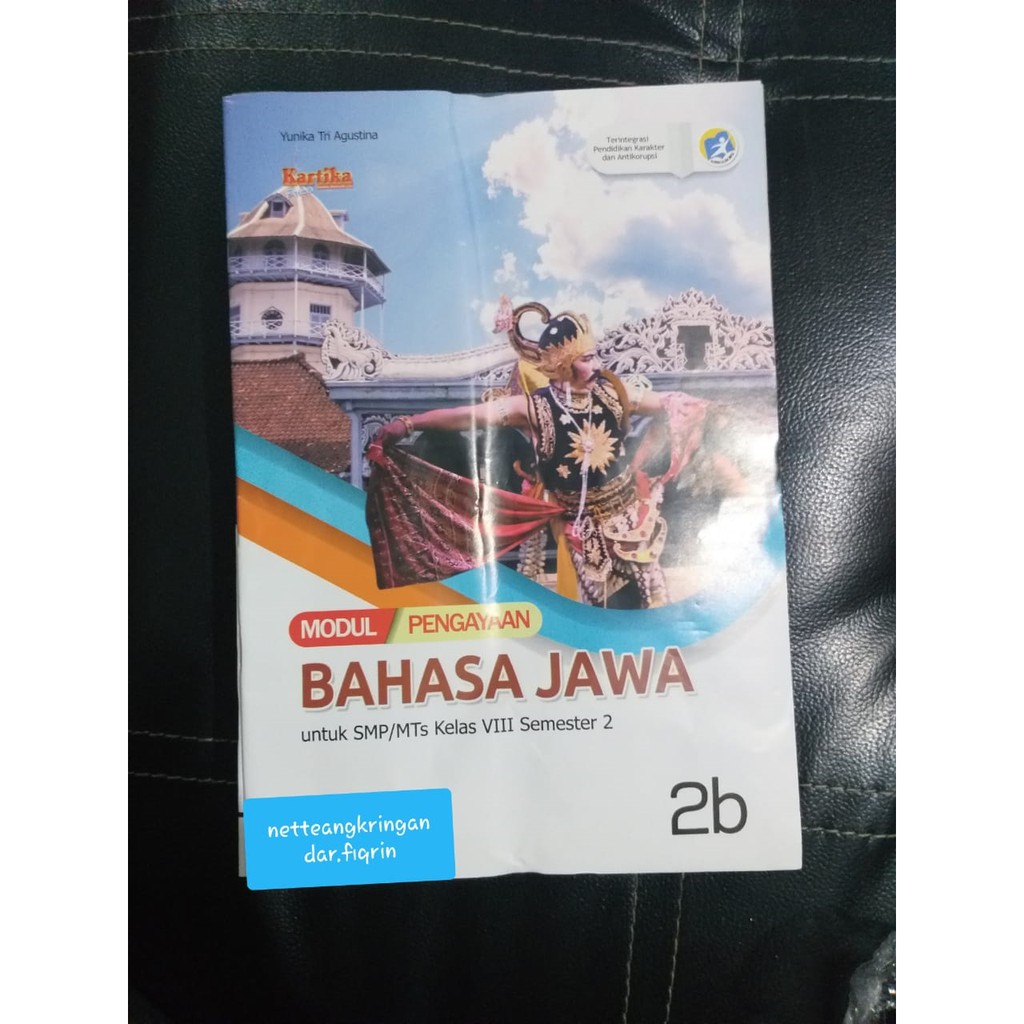 Yunika Tri Agustina
Terintegrasi
Pendidikan Karakter
dan Antikorupsi
Kartika
MODUL PENGAYAAN
BAHASA JAWA
untuk SMP/MTs Kelas VIII Semester 2
2b
netteangkringan
dar.fiqrin